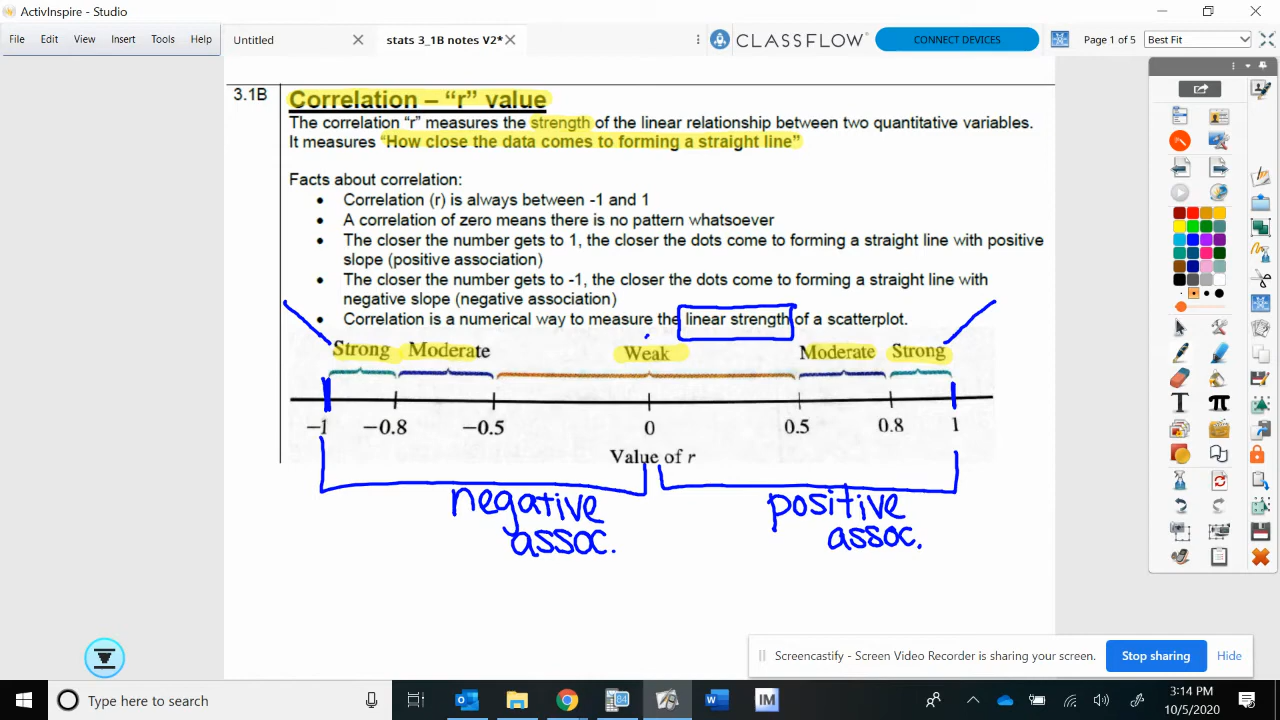 ActivInspire - Studio
File Edit View Insert Tools Help
Untitled
stats 3_1B notes V2*
CLASSFLOW
CONNECT DEVICES
Page 1 of 5
Best Fit
3.1B
Correlation – “r” value
The correlation “r” measures the strength of the linear relationship between two quantitative variables.
It measures “How close the data comes to forming a straight line”
Facts about correlation:
• Correlation (r) is always between -1 and 1
• A correlation of zero means there is no pattern whatsoever
• The closer the number gets to 1, the closer the dots come to forming a straight line with positive
slope (positive association)
• The closer the number gets to -1, the closer the dots come to forming a straight line with
negative slope (negative association)
• Correlation is a numerical way to measure the linear strength of a scatterplot.
Strong Moderate Weak Moderate Strong
−1 −0.8 −0.5 0 0.5 0.8 1
Value of r
negative
assoc.
positive
assoc.
Screencastify - Screen Video Recorder is sharing your screen.
Stop sharing
Hide
Type here to search
IM
3:14 PM
10/5/2020